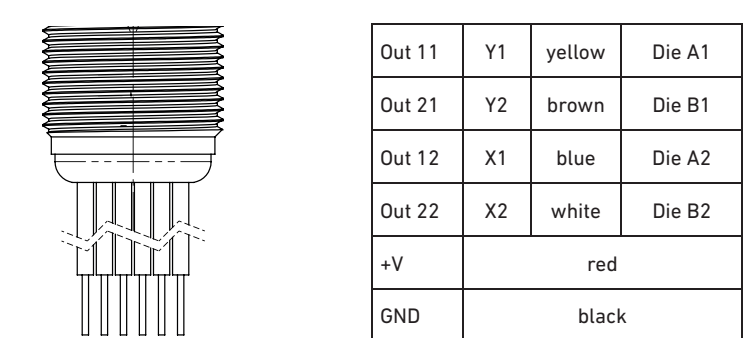 Out 11 Y1 yellow Die A1
Out 21 Y2 brown Die B1
Out 12 X1 blue Die A2
Out 22 X2 white Die B2
+V red
GND black